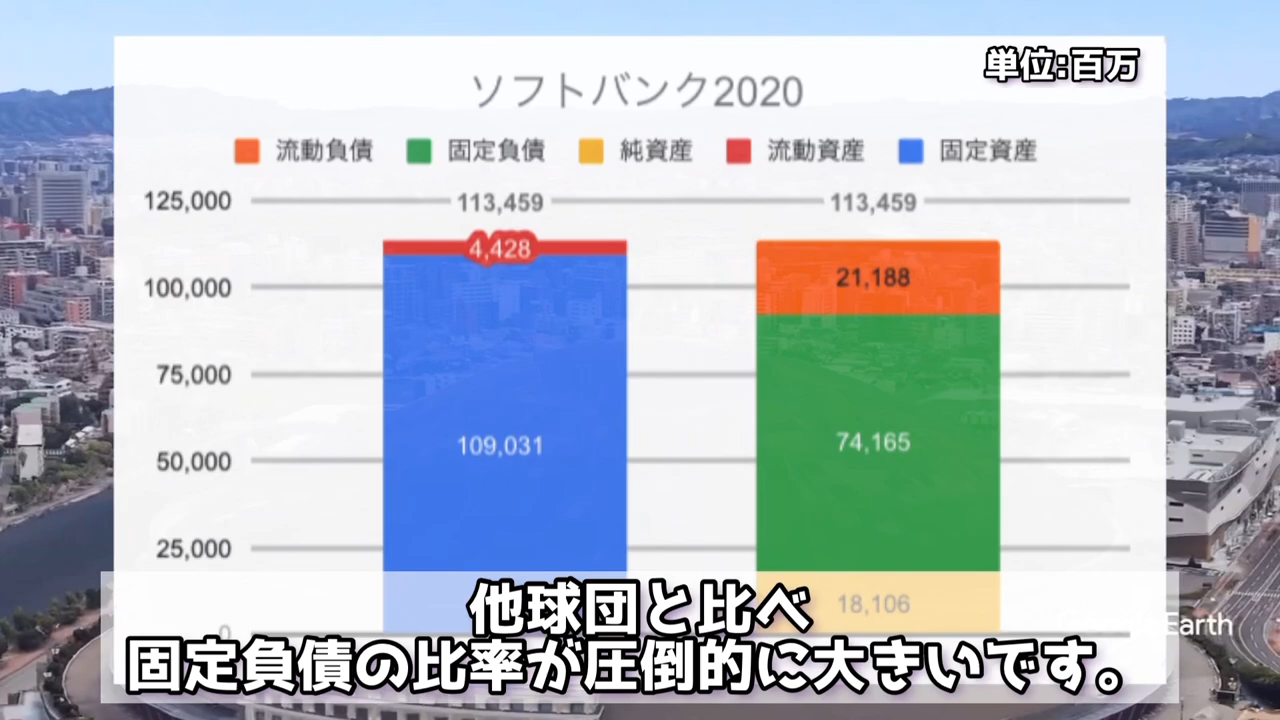 単位:百万
ソフトバンク2020
流動負債 固定負債 純資産 流動資産 固定資産
125,000 113,459 113,459
4,428
21,188
100,000
75,000
109,031 74,165
50,000
25,000
18,106
0
Earth
他球団と比べ
固定負債の比率が圧倒的に大きいです。